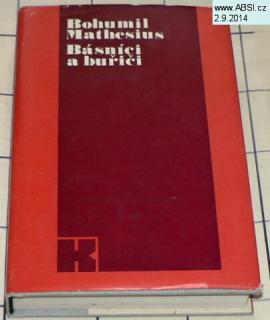 www.ABSI.cz
2.9.2014
Bohumil
Mathesius
Básníci
a buřiči
K